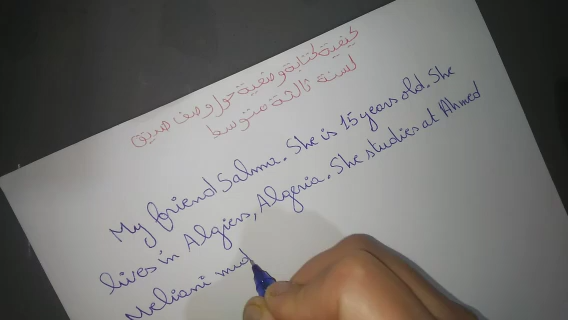 كيفية كتابة وضعية حول وصف صديق
لسنة ثالثة متوسط
My friend Salma. She is 15 years old. She
lives in Algiers, Algeria. She studies at Ahmed
Meliani mid